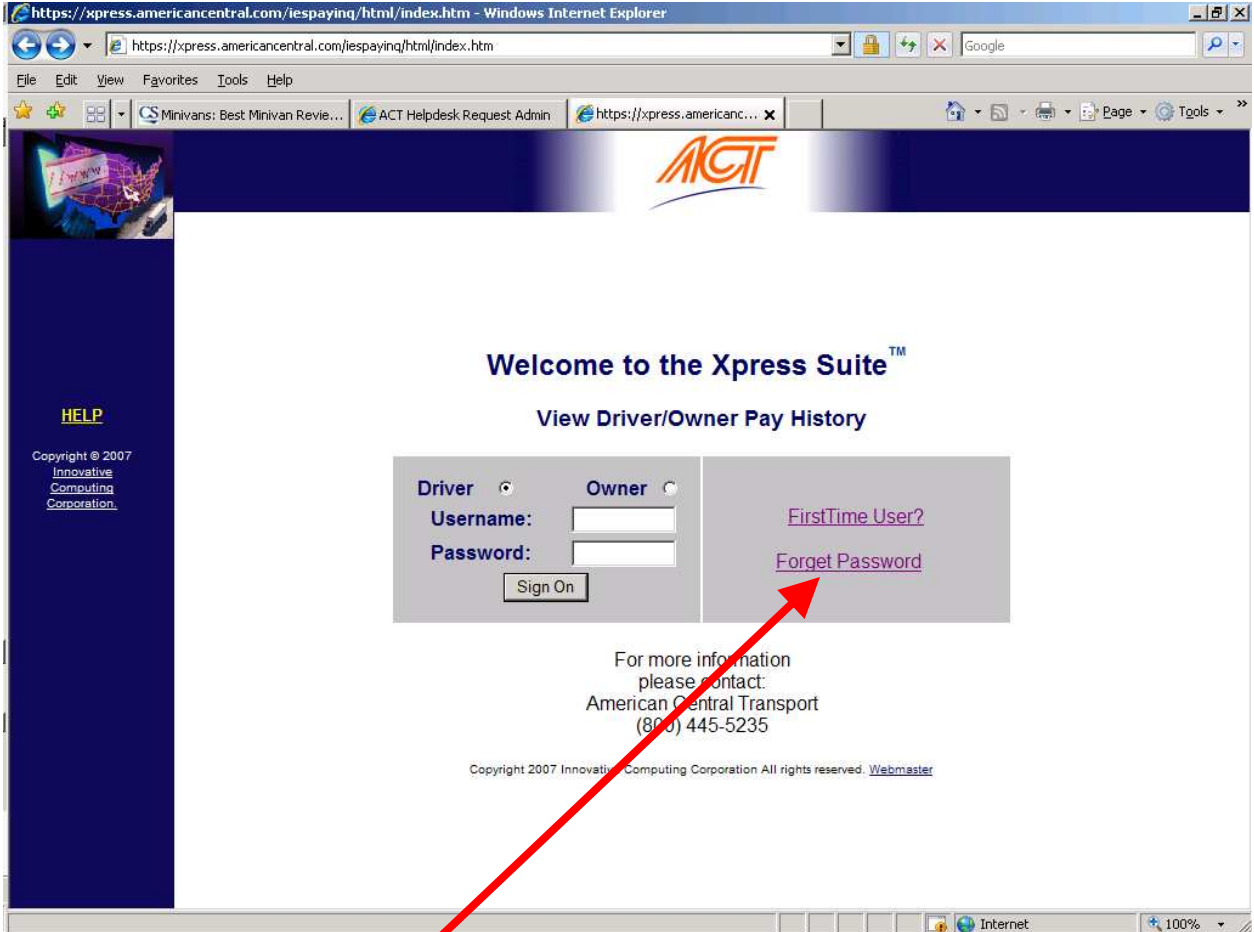 https://xpress.americancentral.com/iespayinq/html/index.htm - Windows Internet Explorer
https://xpress.americancentral.com/iespayinq/html/index.htm
Google
File Edit View Favorites Tools Help
Minivans: Best Minivan Revie...
ACT Helpdesk Request Admin
https://xpress.americanc...
Page
Tools
ACT
www
Welcome to the Xpress Suite™
View Driver/Owner Pay History
HELP
Copyright © 2007
Innovative
Computing
Corporation.
Driver Owner
Username:
Password:
Sign On
FirstTime User?
Forget Password
For more information
please contact:
American Central Transport
(800) 445-5235
Copyright 2007 Innovative Computing Corporation All rights reserved. Webmaster
Internet
100%